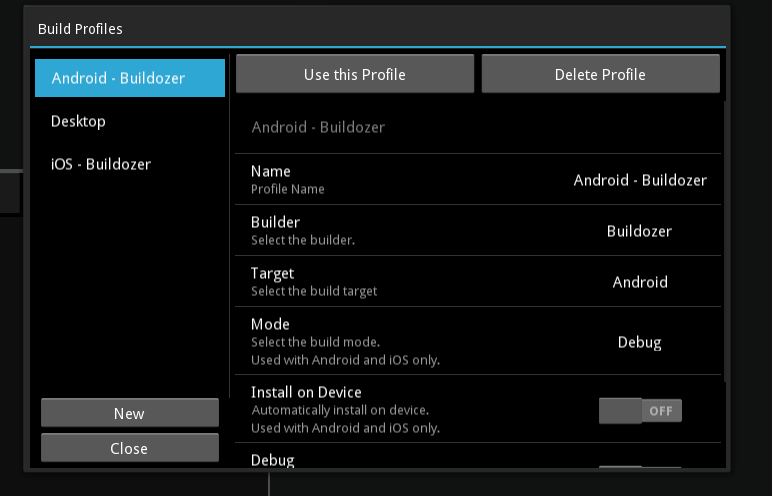 Build Profiles
Android - Buildozer
Desktop
iOS - Buildozer
New
Close
Use this Profile
Delete Profile
Android - Buildozer
Name
Profile Name
Android - Buildozer
Builder
Select the builder.
Buildozer
Target
Select the build target
Android
Mode
Select the build mode.
Used with Android and iOS only.
Debug
Install on Device
Automatically install on device.
Used with Android and iOS only.
OFF
Debug